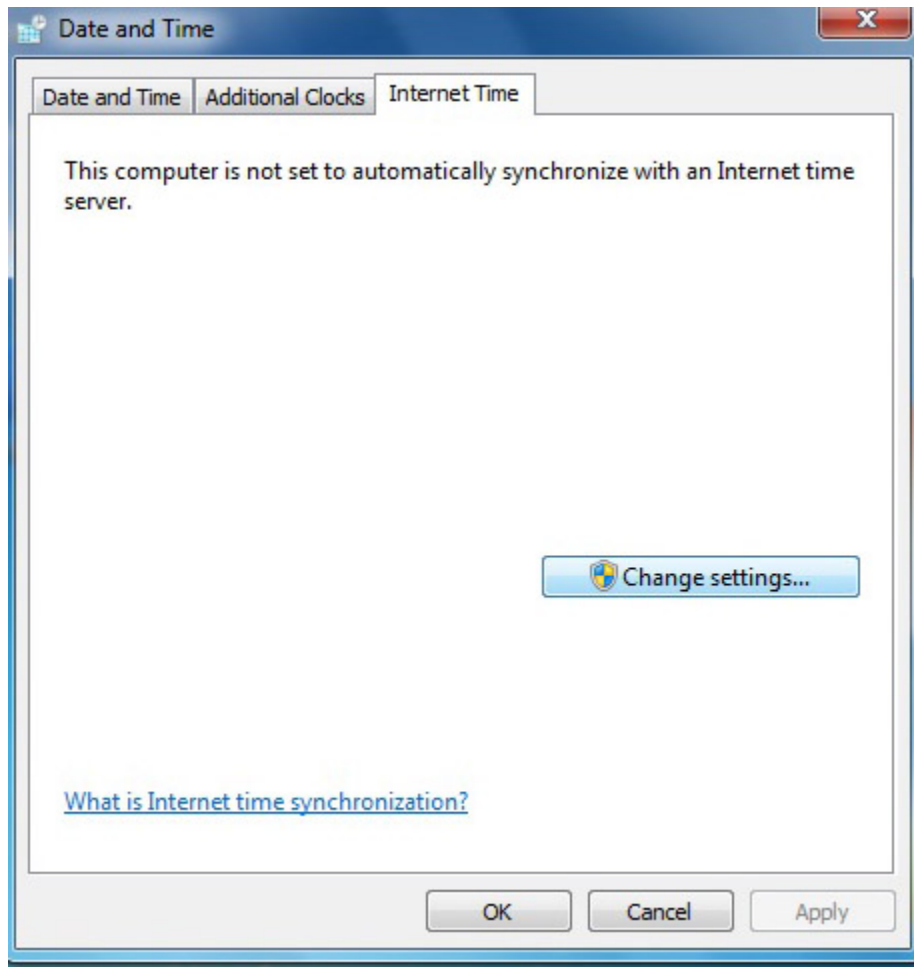 Date and Time
X
Date and Time
Additional Clocks
Internet Time
This computer is not set to automatically synchronize with an Internet time
server.
Change settings...
What is Internet time synchronization?
OK
Cancel
Apply